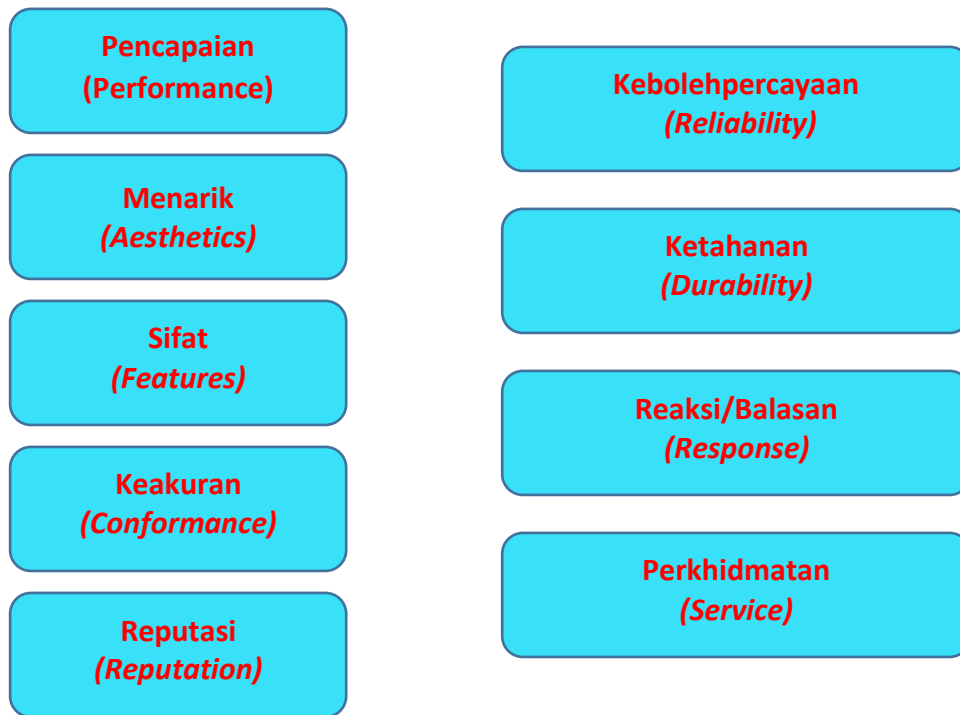 Pencapaian
(Performance)
Menarik
(Aesthetics)
Sifat
(Features)
Keakuran
(Conformance)
Reputasi
(Reputation)
Kebolehpercayaan
(Reliability)
Ketahanan
(Durability)
Reaksi/Balasan
(Response)
Perkhidmatan
(Service)